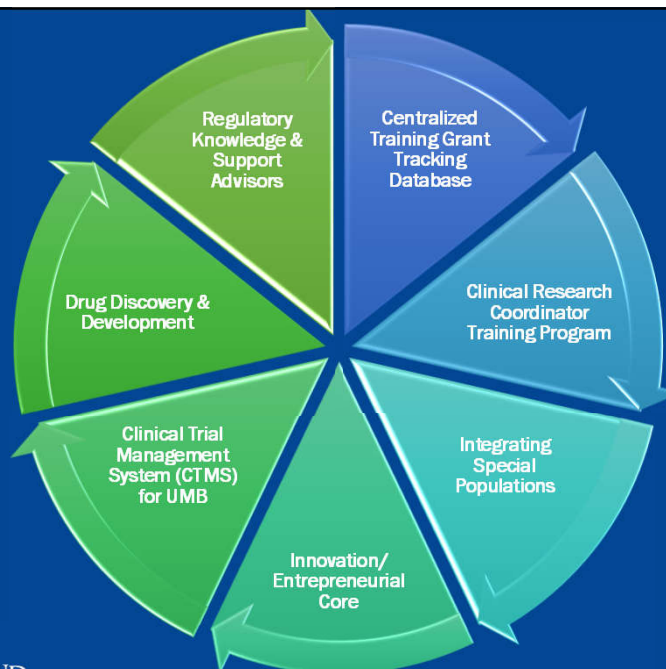 Regulatory
Knowledge &
Support
Advisors
Centralized
Training Grant
Tracking
Database
Drug Discovery &
Development
Clinical Research
Coordinator
Training Program
Clinical Trial
Management
System (CTMS)
for UMB
Integrating
Special
Populations
Innovation/
Entrepreneurial
Core